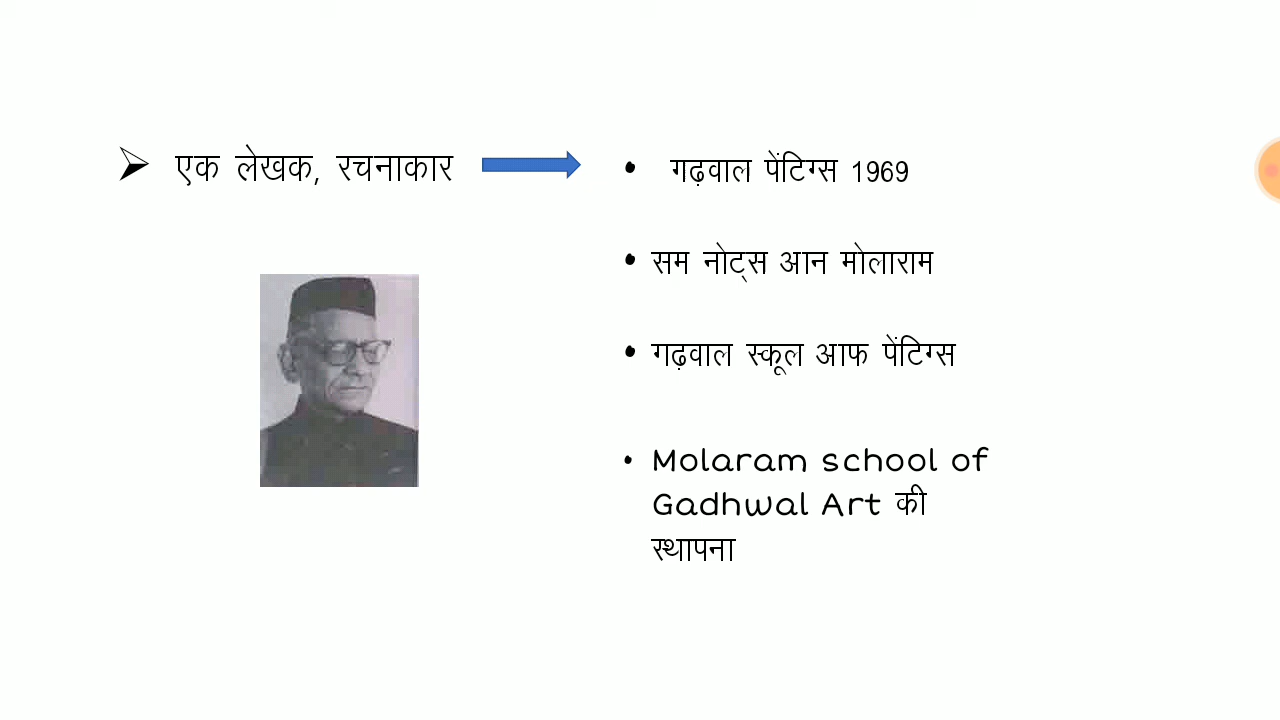 एक लेखक, रचनाकार
गढ़वाल पेंटिग्स 1969
सम नोट्स आन मोलाराम
गढ़वाल स्कूल आफ पेंटिग्स
Molaram school of
Gadhwal Art की
स्थापना